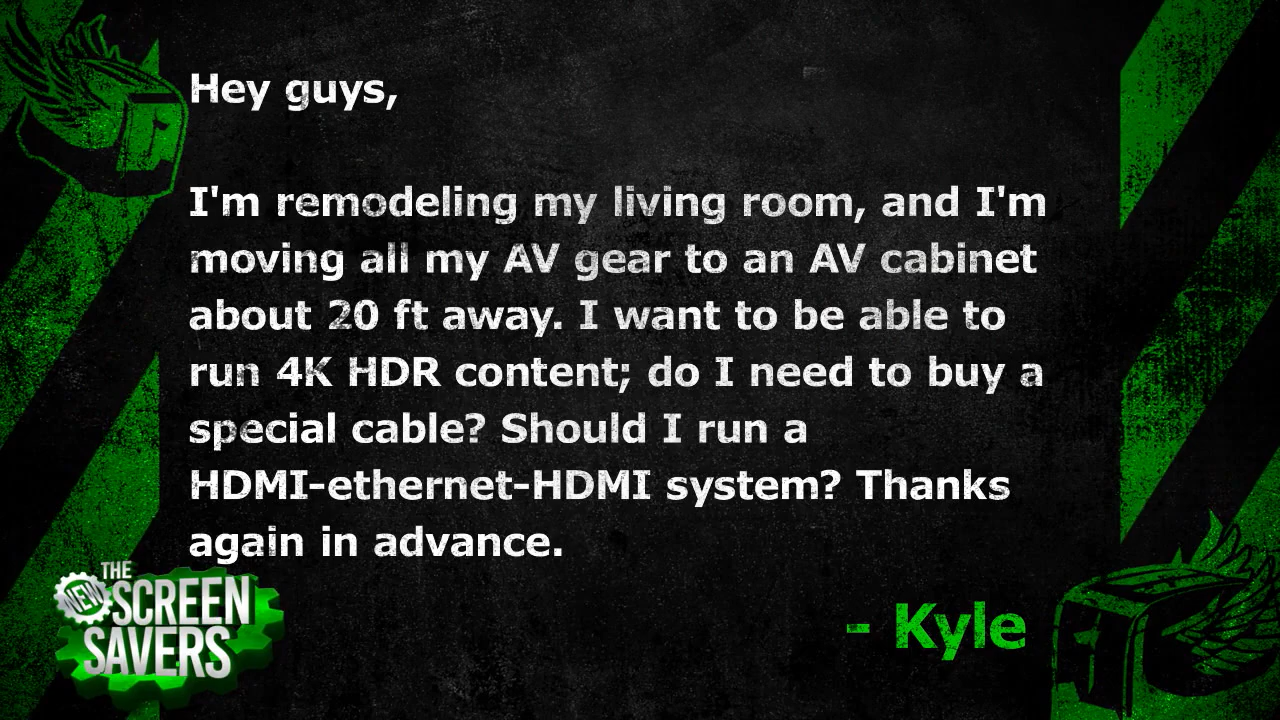 Hey guys,
I'm remodeling my living room, and I'm
moving all my AV gear to an AV cabinet
about 20 ft away. I want to be able to
run 4K HDR content; do I need to buy a
special cable? Should I run a
HDMI-ethernet-HDMI system? Thanks
again in advance.
- Kyle
THE
NEW
SCREEN
SAVERS